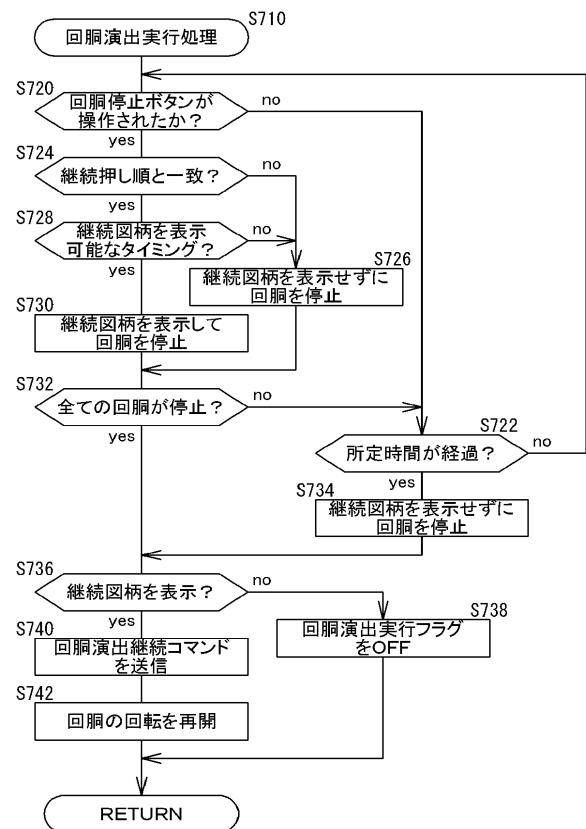 S710
回胴演出実行処理
S720
回胴停止ボタンが
操作されたか？
no
yes
S724
継続押し順と一致？
no
yes
S728
継続図柄を表示
可能なタイミング？
no
yes
S726
継続図柄を表示せずに
回胴を停止
S730
継続図柄を表示して
回胴を停止
S732
全ての回胴が停止？
no
yes
S722
所定時間が経過？
no
yes
S734
継続図柄を表示せずに
回胴を停止
S736
継続図柄を表示？
no
yes
S738
回胴演出実行フラグ
をOFF
S740
回胴演出継続コマンド
を送信
S742
回胴の回転を再開
RETURN